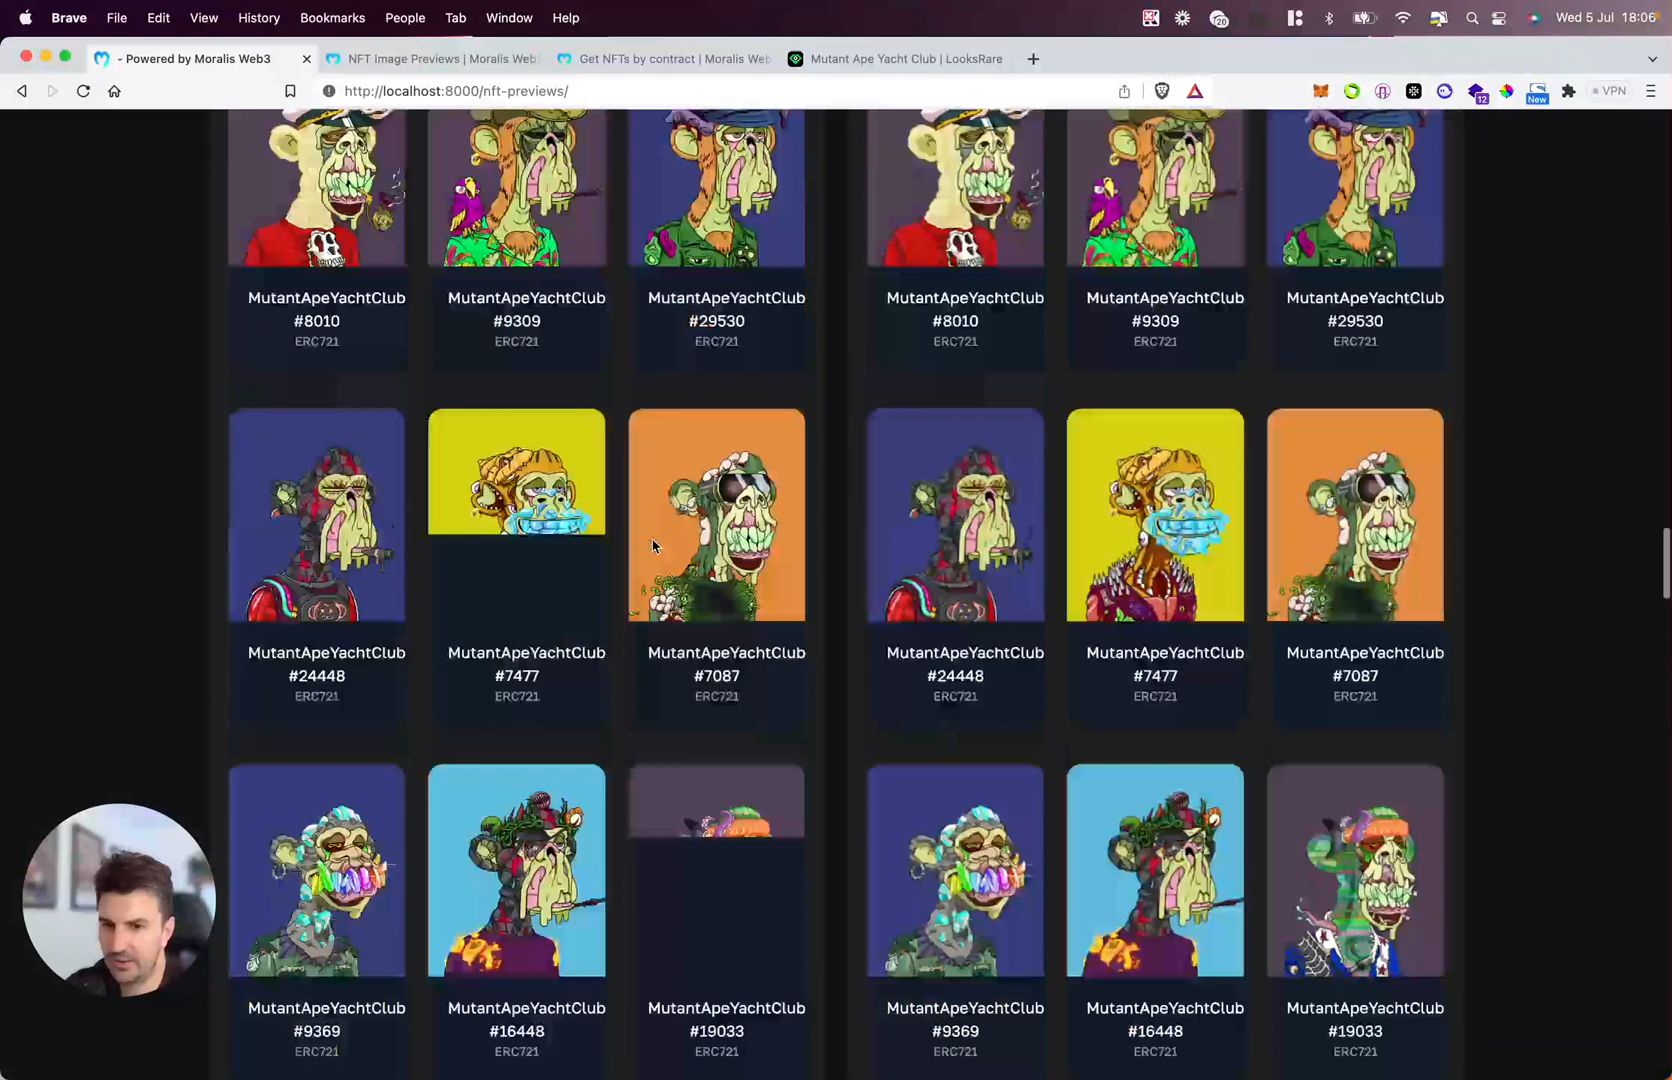 Brave File Edit View History Bookmarks People Tab Window Help
20
Wed 5 Jul 18:06
- Powered by Moralis Web3
NFT Image Previews | Moralis Web
Get NFTs by contract | Moralis Web
Mutant Ape Yacht Club | LooksRare
http://localhost:8000/nft-previews/
12
New
VPN
MutantApeYachtClub
#8010
ERC721
MutantApeYachtClub
#9309
ERC721
MutantApeYachtClub
#29530
ERC721
MutantApeYachtClub
#8010
ERC721
MutantApeYachtClub
#9309
ERC721
MutantApeYachtClub
#29530
ERC721
MutantApeYachtClub
#24448
ERC721
MutantApeYachtClub
#7477
ERC721
MutantApeYachtClub
#7087
ERC721
MutantApeYachtClub
#24448
ERC721
MutantApeYachtClub
#7477
ERC721
MutantApeYachtClub
#7087
ERC721
MutantApeYachtClub
#9369
ERC721
MutantApeYachtClub
#16448
ERC721
MutantApeYachtClub
#19033
ERC721
MutantApeYachtClub
#9369
ERC721
MutantApeYachtClub
#16448
ERC721
MutantApeYachtClub
#19033
ERC721